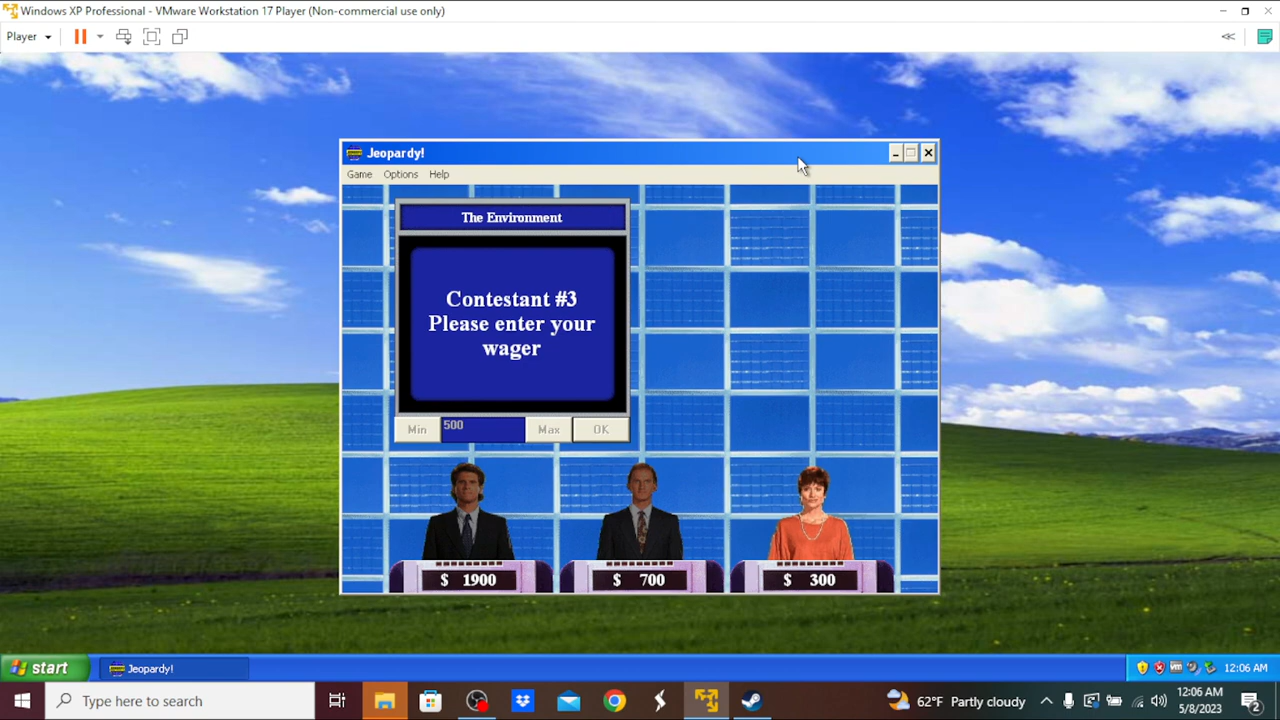 Windows XP Professional - VMware Workstation 17 Player (Non-commercial use only)
Player
Jeopardy!
Game Options Help
The Environment
Contestant #3
Please enter your
wager
Min 500 Max OK
$ 1900 $ 700 $ 300
start Jeopardy! 12:06 AM
Type here to search 62°F Partly cloudy 12:06 AM
5/8/2023 2